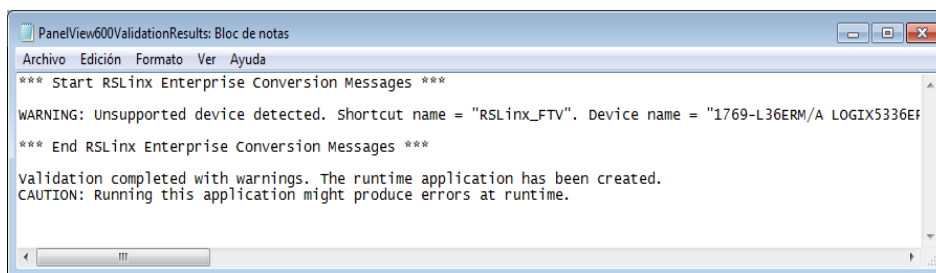 PanelView600ValidationResults: Bloc de notas
Archivo Edición Formato Ver Ayuda
*** Start RSLinx Enterprise Conversion Messages ***
WARNING: Unsupported device detected. Shortcut name = "RSLinx_FTV". Device name = "1769-L36ERM/A LOGIX5336
*** End RSLinx Enterprise Conversion Messages ***
Validation completed with warnings. The runtime application has been created.
CAUTION: Running this application might produce errors at runtime.